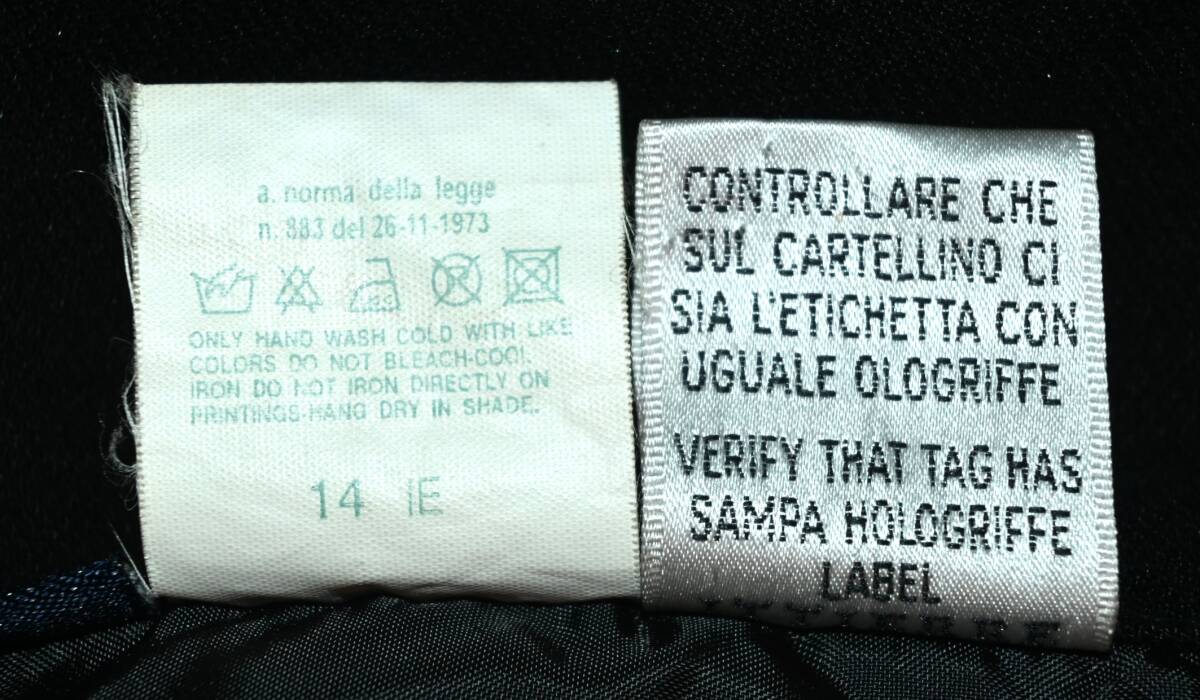 a. norma della legge
n. 883 del 26-11-1973
ONLY HAND WASH COLD WITH LIKE
COLORS DO NOT BLEACH-COOL
IRON DO NOT IRON DIRECTLY ON
PRINTINGS-HANG DRY IN SHADE.
14 IE
CONTROLLARE CHE
SUL CARTELLINO CI
SIA L'ETICHETTA CON
UGUALE OLOGRIFFE
VERIFY THAT TAG HAS
SAMPA HOLOGRIFFE
LABEL